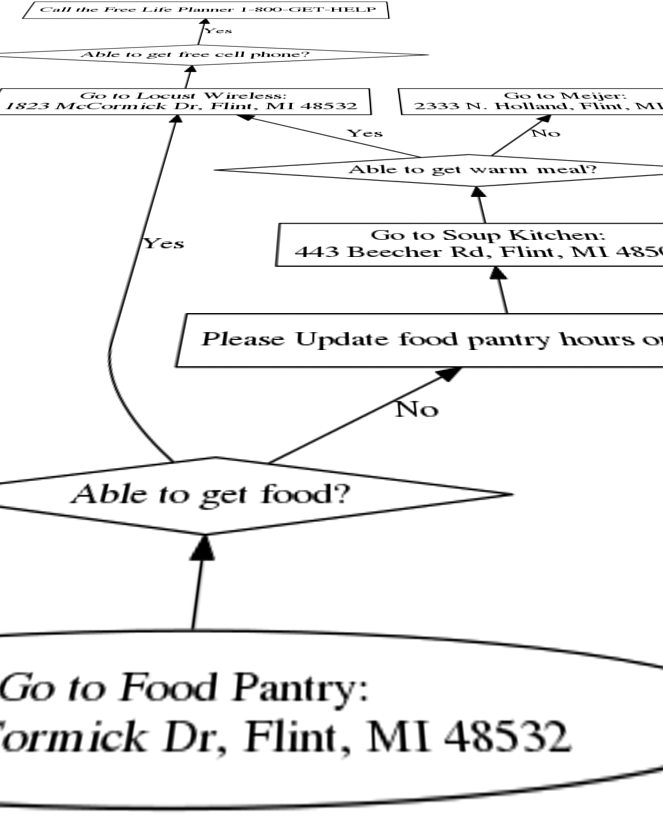 Call the Free Life Planner 1-800-GET-HELP
Yes
Able to get free cell phone?
Go to Locust Wireless:
1823 McCormick Dr, Flint, MI 48532
Go to Meijer:
2333 N. Holland, Flint, MI
Yes
No
Able to get warm meal?
Yes
Go to Soup Kitchen:
443 Beecher Rd, Flint, MI 485
Please Update food pantry hours
No
Able to get food?
Go to Food Pantry:
Cormick Dr, Flint, MI 48532